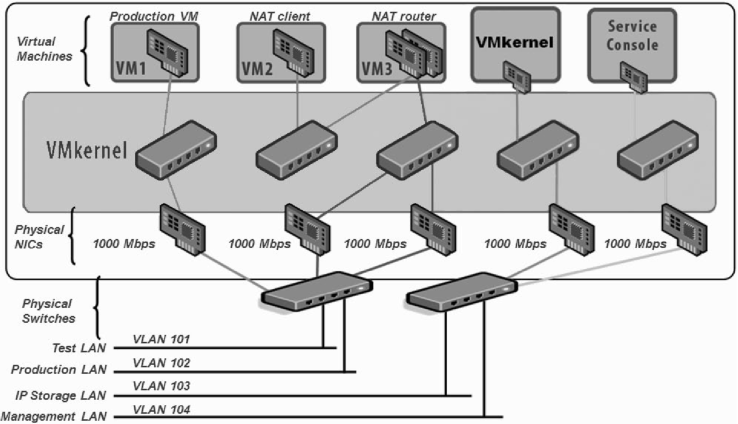 Production VM
NAT client
NAT router
Virtual
Machines
VM1
VM2
VM3
VMkernel
Service
Console
VMkernel
Physical
NICs
1000 Mbps
1000 Mbps
1000 Mbps
1000 Mbps
1000 Mbps
Physical
Switches
Test LAN
VLAN 101
Production LAN
VLAN 102
IP Storage LAN
VLAN 103
Management LAN
VLAN 104